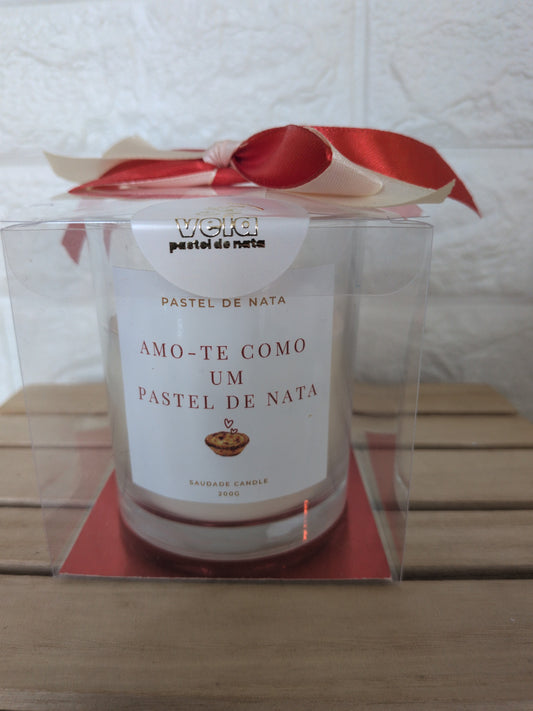 vela
pastel de nata
PASTEL DE NATA
AMO-TE COMO
UM
PASTEL DE NATA
SAUDADE CANDLE
200G